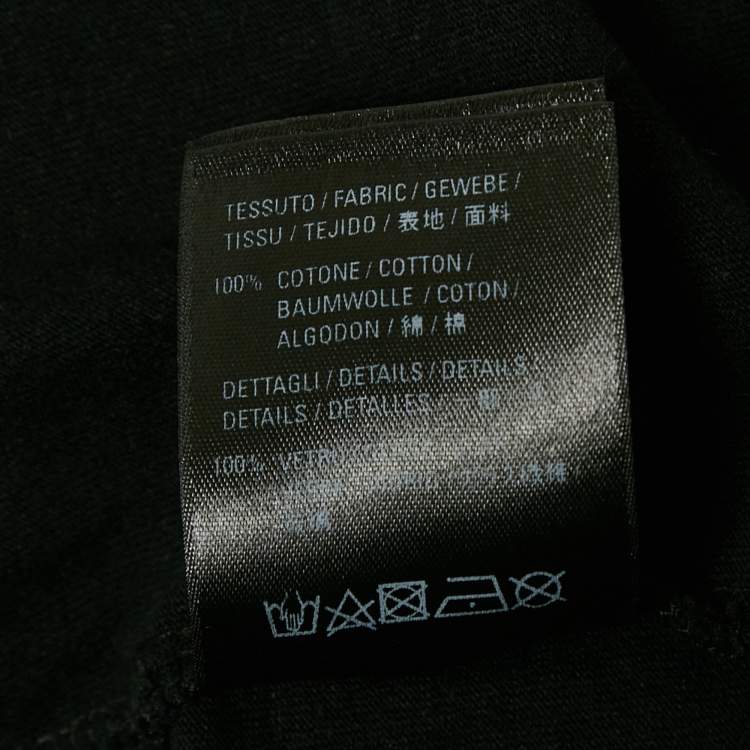 TESSUTO / FABRIC / GEWEBE /
TISSU / TEJIDO / 表地 / 面料
100% COTONE / COTTON /
BAUMWOLLE / COTON /
ALGODON / 綿 / 棉
DETTAGLI / DETAILS / DETAILS
DETAILS / DETALLES
100%